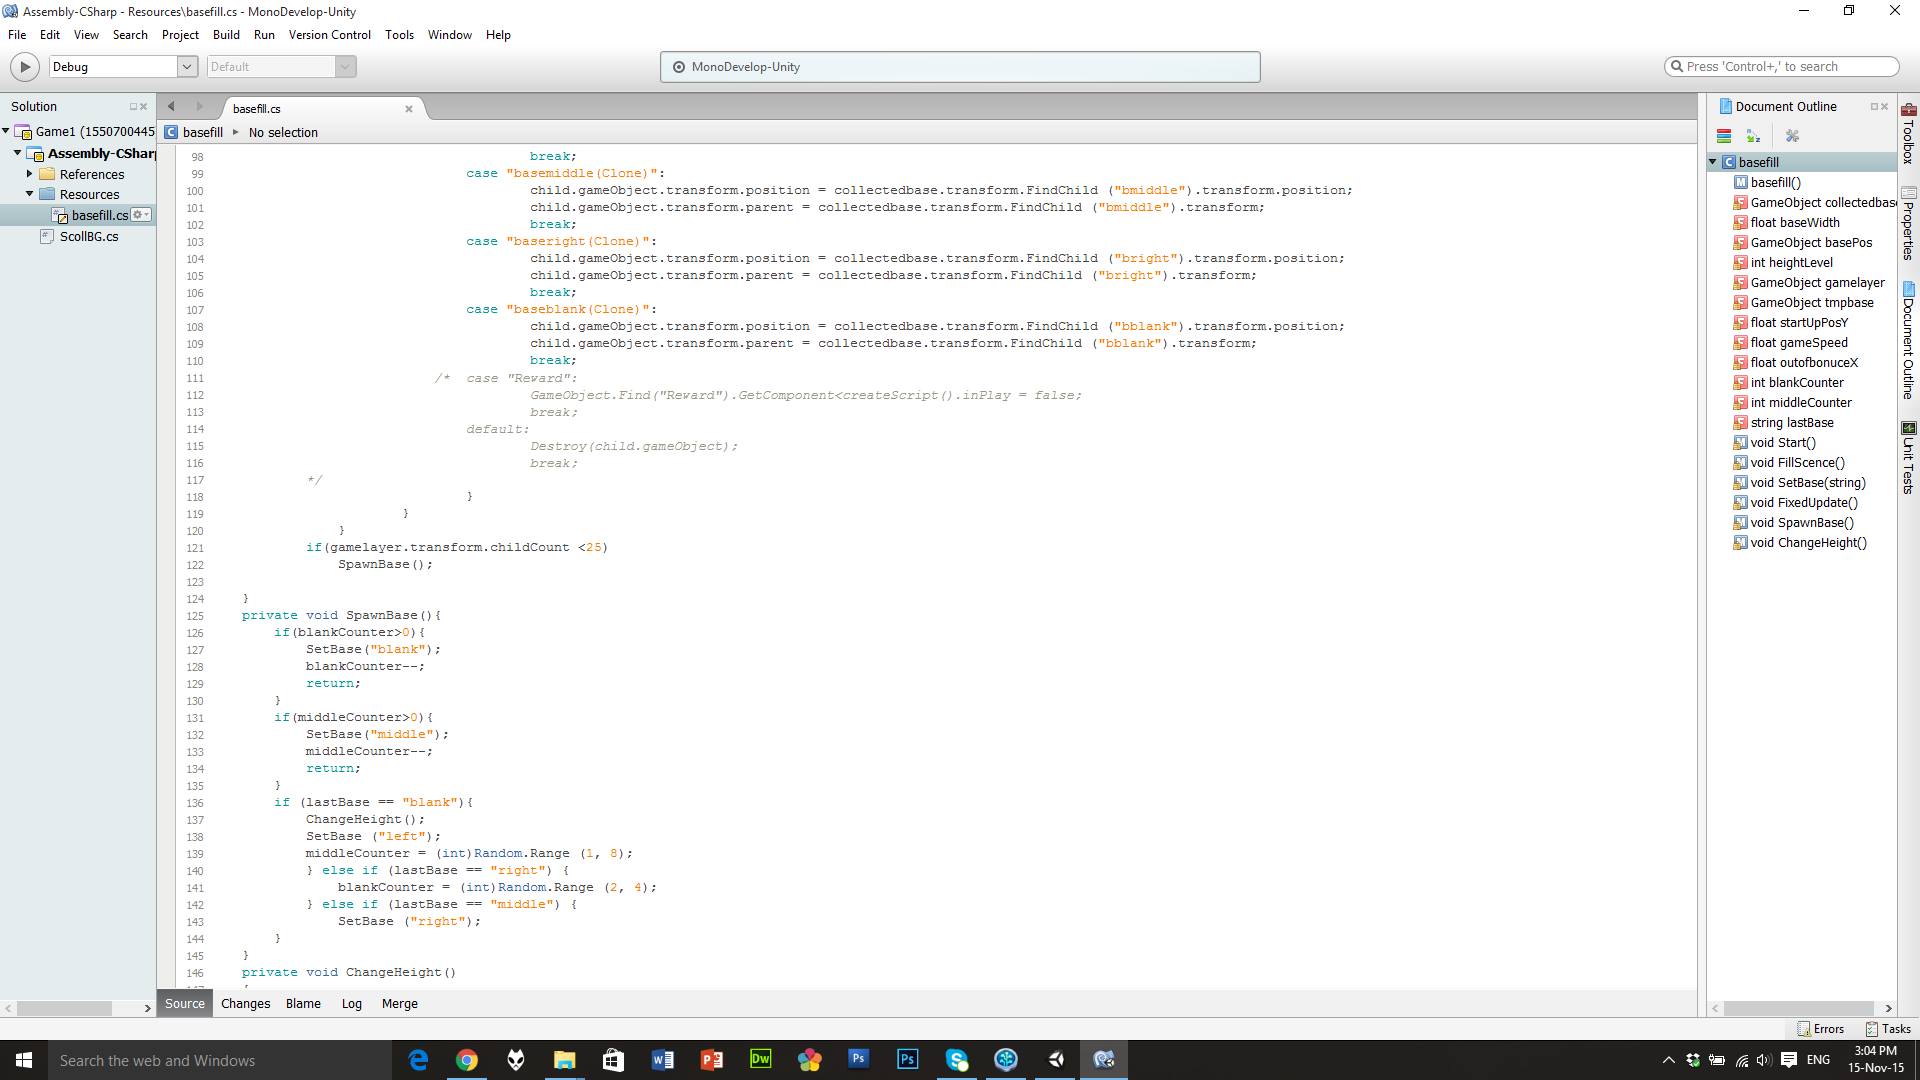 Assembly-CSharp - Resources\basefill.cs - MonoDevelop-Unity
File Edit View Search Project Build Run Version Control Tools Window Help
Debug Default MonoDevelop-Unity Press 'Control+,' to search
Solution
Game1 (1550700445
Assembly-CSharp
References
Resources
basefill.cs
ScollBG.cs
basefill.cs
basefill No selection
98 break;
99 case "basemiddle(Clone)":
100 child.gameObject.transform.position = collectedbase.transform.FindChild ("bmiddle").transform.position;
101 child.gameObject.transform.parent = collectedbase.transform.FindChild ("bmiddle").transform;
102 break;
103 case "baseright(Clone)":
104 child.gameObject.transform.position = collectedbase.transform.FindChild ("bright").transform.position;
105 child.gameObject.transform.parent = collectedbase.transform.FindChild ("bright").transform;
106 break;
107 case "baseblank(Clone)":
108 child.gameObject.transform.position = collectedbase.transform.FindChild ("bblank").transform.position;
109 child.gameObject.transform.parent = collectedbase.transform.FindChild ("bblank").transform;
110 break;
111 /* case "Reward":
112 GameObject.Find("Reward").GetComponent<createScript().inPlay = false;
113 break;
114 default:
115 Destroy(child.gameObject);
116 break;
117 */
118 }
119 }
120 }
121 if(gamelayer.transform.childCount <25)
122 SpawnBase();
123
124 }
125 private void SpawnBase(){
126 if(blankCounter>0){
127 SetBase("blank");
128 blankCounter--;
129 return;
130 }
131 if(middleCounter>0){
132 SetBase("middle");
133 middleCounter--;
134 return;
135 }
136 if (lastBase == "blank"){
137 ChangeHeight();
138 SetBase ("left");
139 middleCounter = (int)Random.Range (1, 8);
140 } else if (lastBase == "right") {
141 blankCounter = (int)Random.Range (2, 4);
142 } else if (lastBase == "middle") {
143 SetBase ("right");
144 }
145 }
146 private void ChangeHeight()
Source Changes Blame Log Merge
Document Outline
basefill
basefill()
GameObject collectedbase
float baseWidth
GameObject basePos
int heightLevel
GameObject gamelayer
GameObject tmpbase
float startUpPosY
float gameSpeed
float outofbonuceX
int blankCounter
int middleCounter
string lastBase
void Start()
void FillScence()
void SetBase(string)
void FixedUpdate()
void SpawnBase()
void ChangeHeight()
Toolbox
Properties
Document Outline
Unit Tests
Errors Tasks
Search the web and Windows
Dw
Ps
Ps
ENG
3:04 PM
15-Nov-15